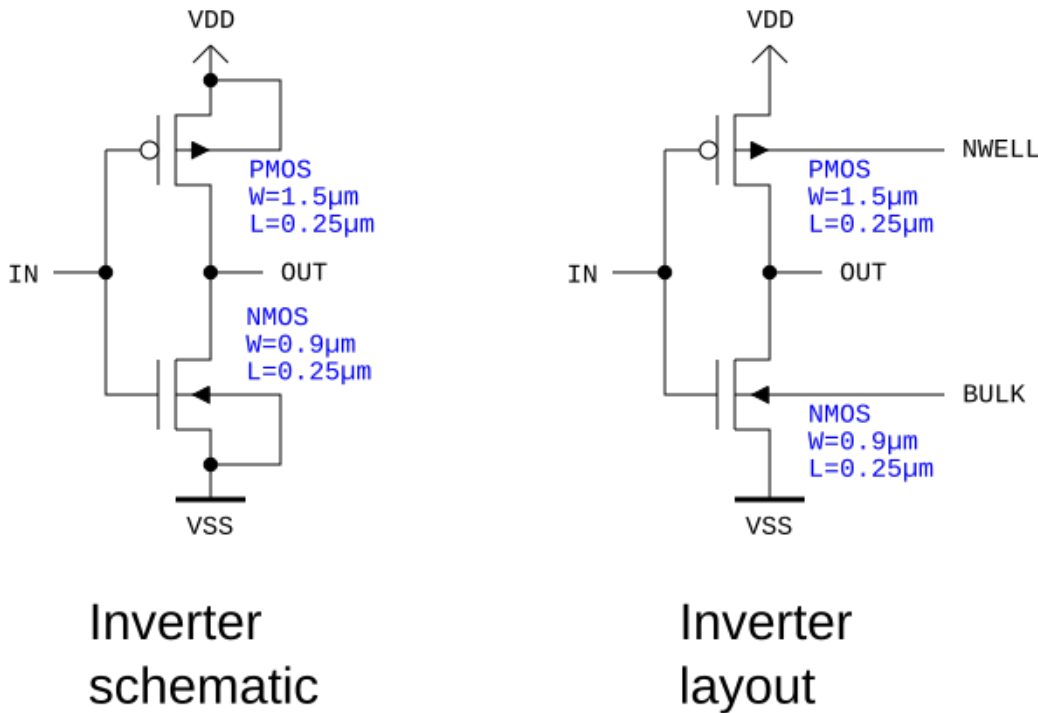 VDD
PMOS
W=1.5µm
L=0.25µm
IN
OUT
NMOS
W=0.9µm
L=0.25µm
VSS
Inverter
schematic
VDD
NWELL
PMOS
W=1.5µm
L=0.25µm
IN
OUT
BULK
NMOS
W=0.9µm
L=0.25µm
VSS
Inverter
layout